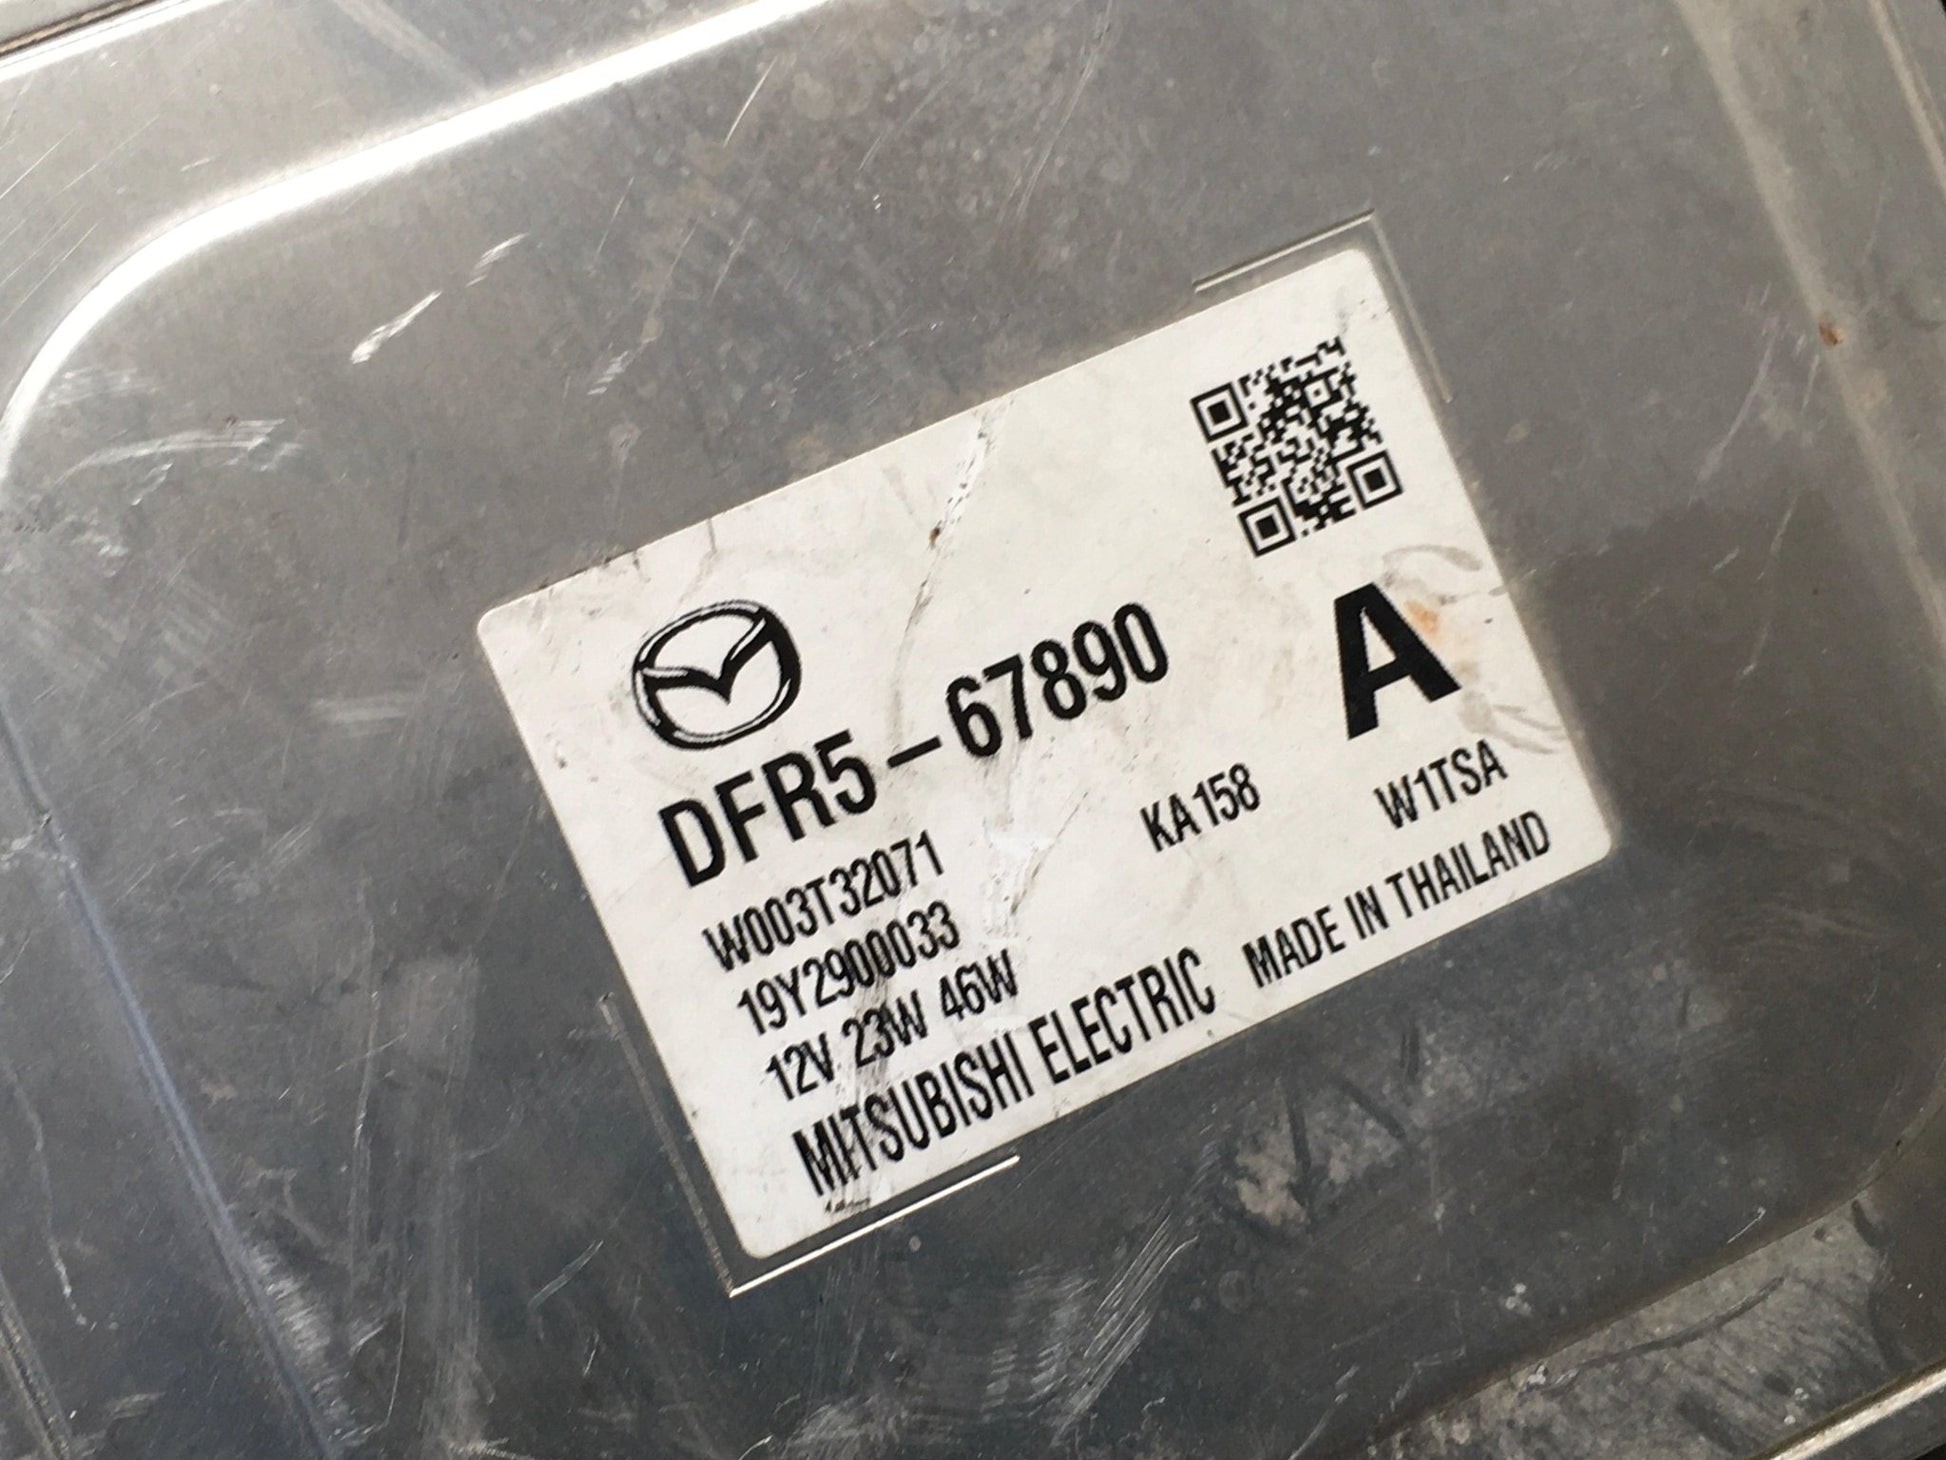 A
DFR5-67890
W003T32071 KA158 W1TSA
19Y2900033
12V 23W 46W
MITSUBISHI ELECTRIC MADE IN THAILAND